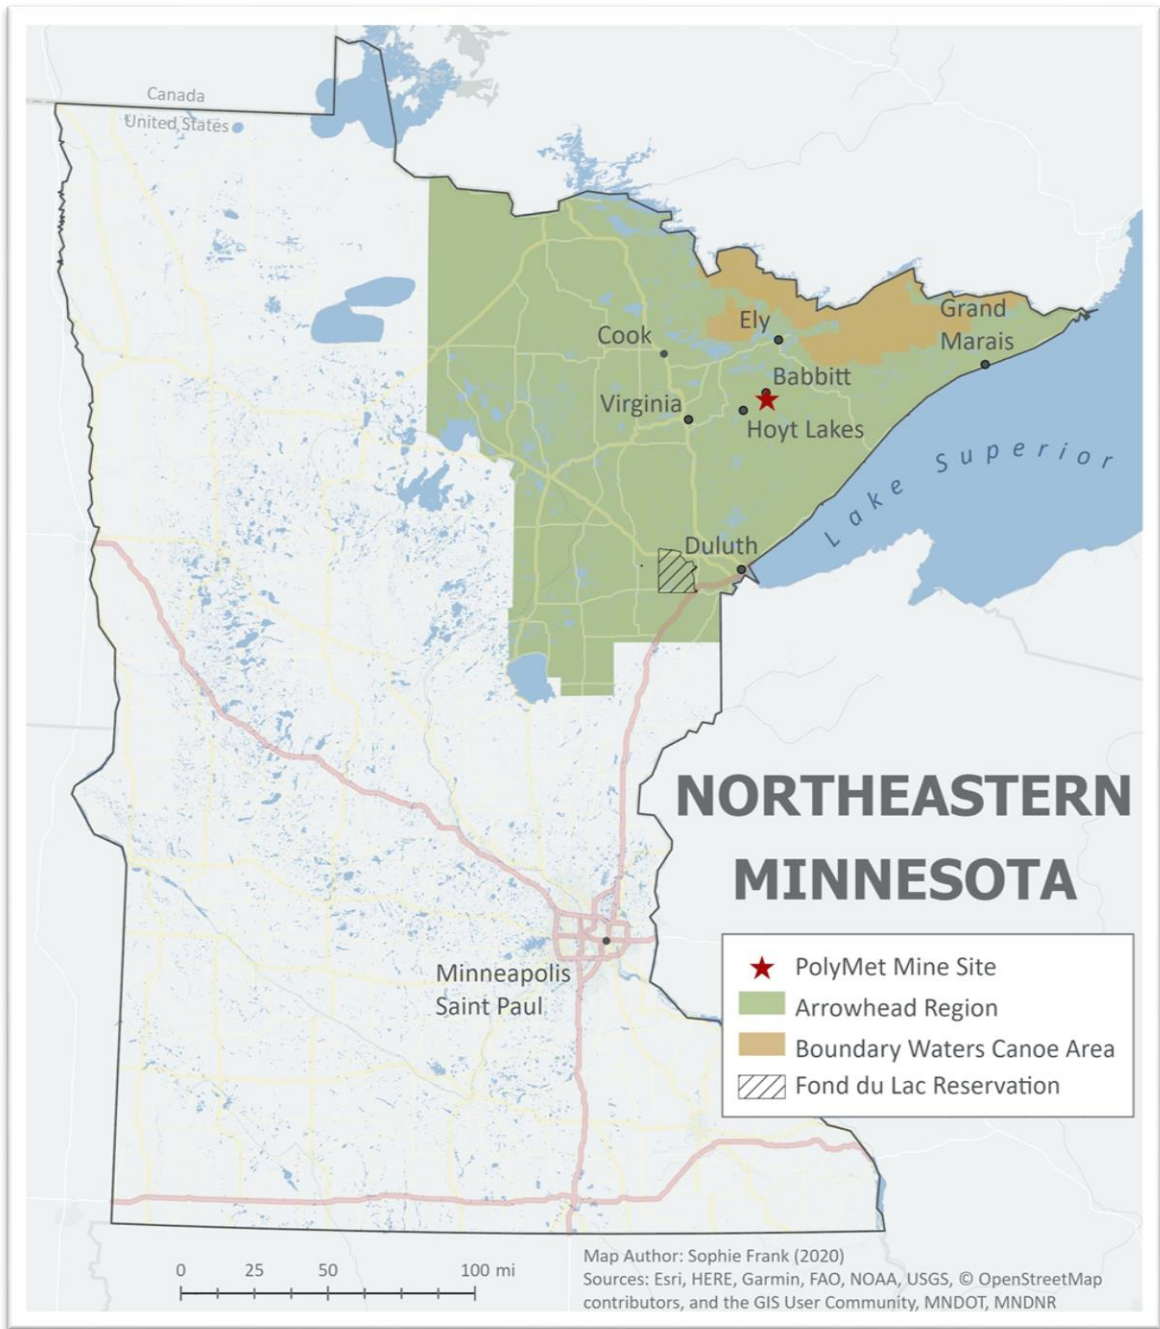 Canada
United States
Grand
Marais
Ely
Cook
Babbitt
Virginia
Hoyt Lakes
Lake Superior
Duluth
NORTHEASTERN
MINNESOTA
Minneapolis
Saint Paul
PolyMet Mine Site
Arrowhead Region
Boundary Waters Canoe Area
Fond du Lac Reservation
0 25 50 100 mi
Map Author: Sophie Frank (2020)
Sources: Esri, HERE, Garmin, FAO, NOAA, USGS, © OpenStreetMap
contributors, and the GIS User Community, MNDOT, MNDNR